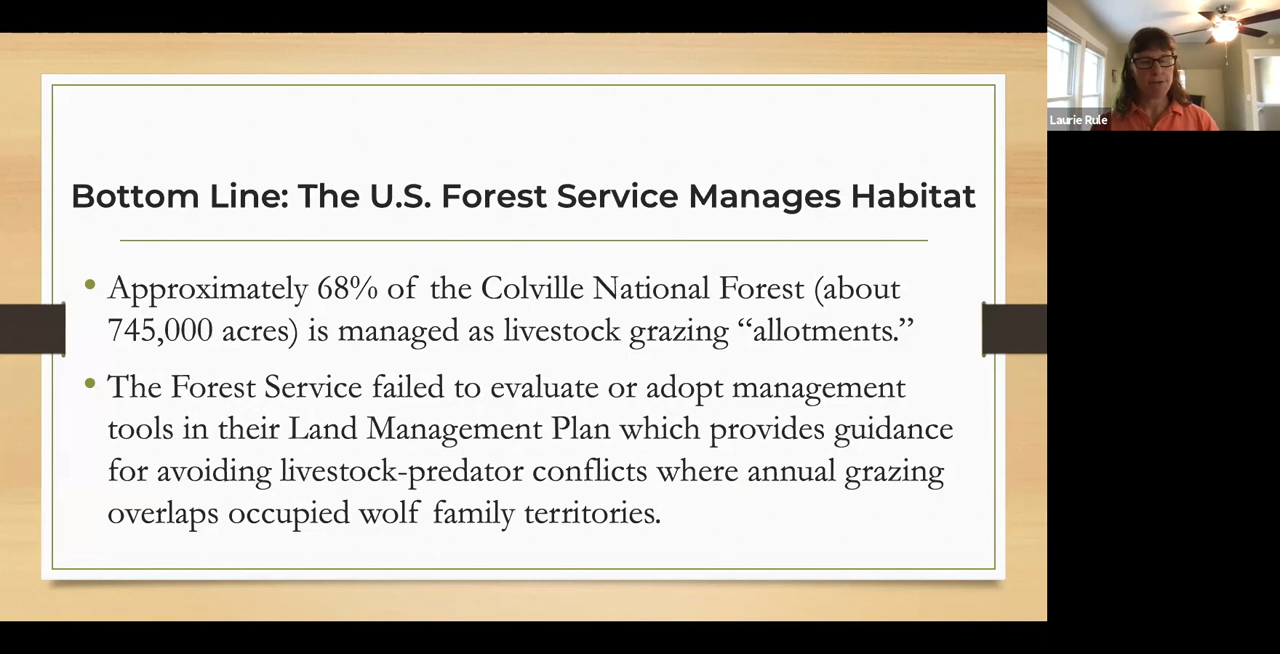 Bottom Line: The U.S. Forest Service Manages Habitat
• Approximately 68% of the Colville National Forest (about
745,000 acres) is managed as livestock grazing “allotments.”
• The Forest Service failed to evaluate or adopt management
tools in their Land Management Plan which provides guidance
for avoiding livestock-predator conflicts where annual grazing
overlaps occupied wolf family territories.
Laurie Rule